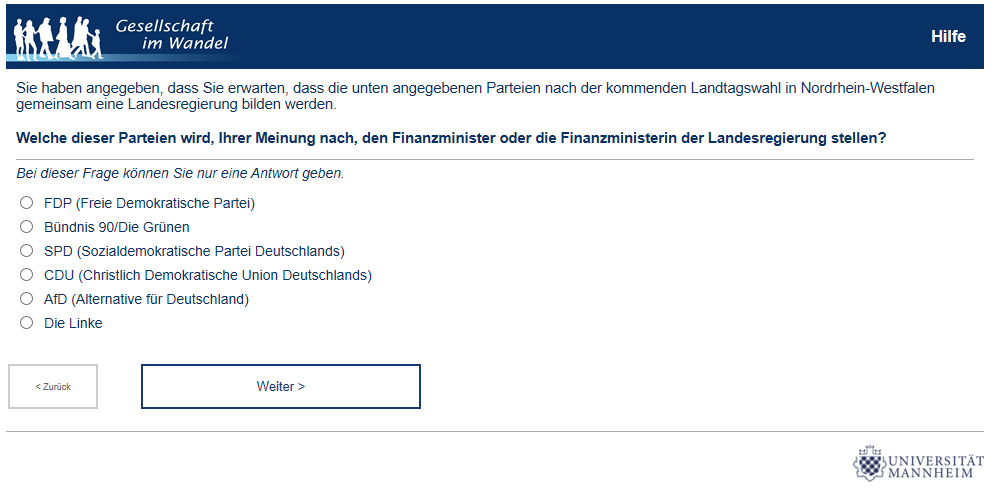 Gesellschaft
im Wandel
Hilfe
Sie haben angegeben, dass Sie erwarten, dass die unten angegebenen Parteien nach der kommenden Landtagswahl in Nordrhein-Westfalen
gemeinsam eine Landesregierung bilden werden.
Welche dieser Parteien wird, Ihrer Meinung nach, den Finanzminister oder die Finanzministerin der Landesregierung stellen?
Bei dieser Frage können Sie nur eine Antwort geben.
FDP (Freie Demokratische Partei)
Bündnis 90/Die Grünen
SPD (Sozialdemokratische Partei Deutschlands)
CDU (Christlich Demokratische Union Deutschlands)
AfD (Alternative für Deutschland)
Die Linke
< Zurück
Weiter >
UNIVERSITÄT
MANNHEIM